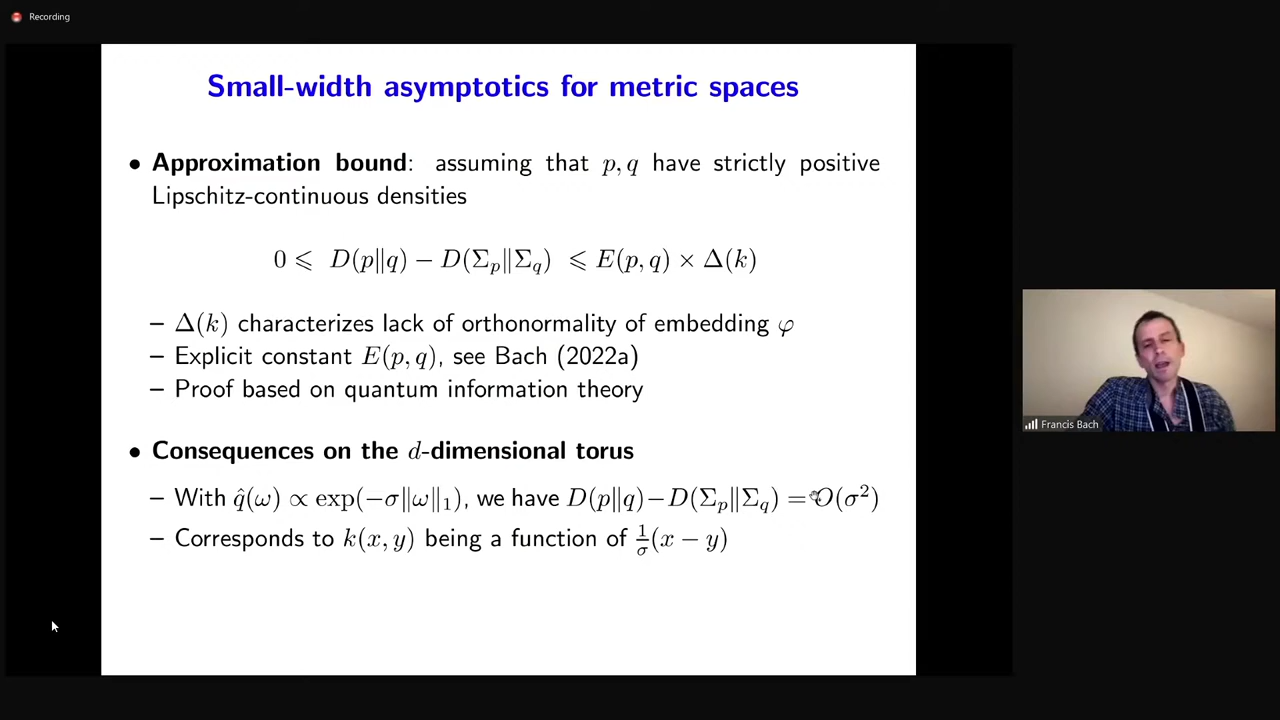 Recording
Small-width asymptotics for metric spaces
• Approximation bound: assuming that p, q have strictly positive
Lipschitz-continuous densities
0 ⩽ D(p‖q) − D(Σ_p‖Σ_q) ⩽ E(p, q) × Δ(k)
– Δ(k) characterizes lack of orthonormality of embedding φ
– Explicit constant E(p, q), see Bach (2022a)
– Proof based on quantum information theory
• Consequences on the d-dimensional torus
– With q̂(ω) ∝ exp(−σ‖ω‖₁), we have D(p‖q)−D(Σ_p‖Σ_q) = O(σ²)
– Corresponds to k(x, y) being a function of 1/σ(x − y)
Francis Bach